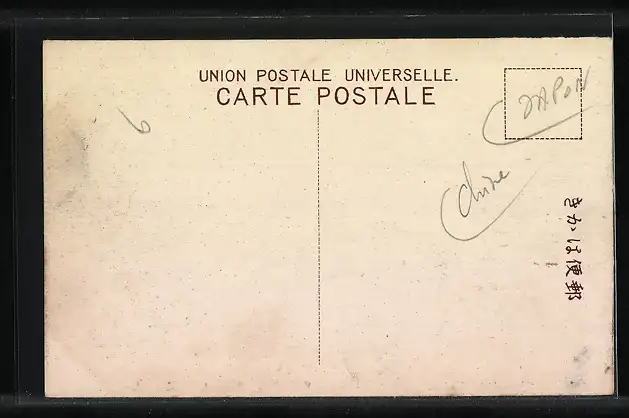 UNION POSTALE UNIVERSELLE.
CARTE POSTALE
JAPON
Chine
きかは便郵
6